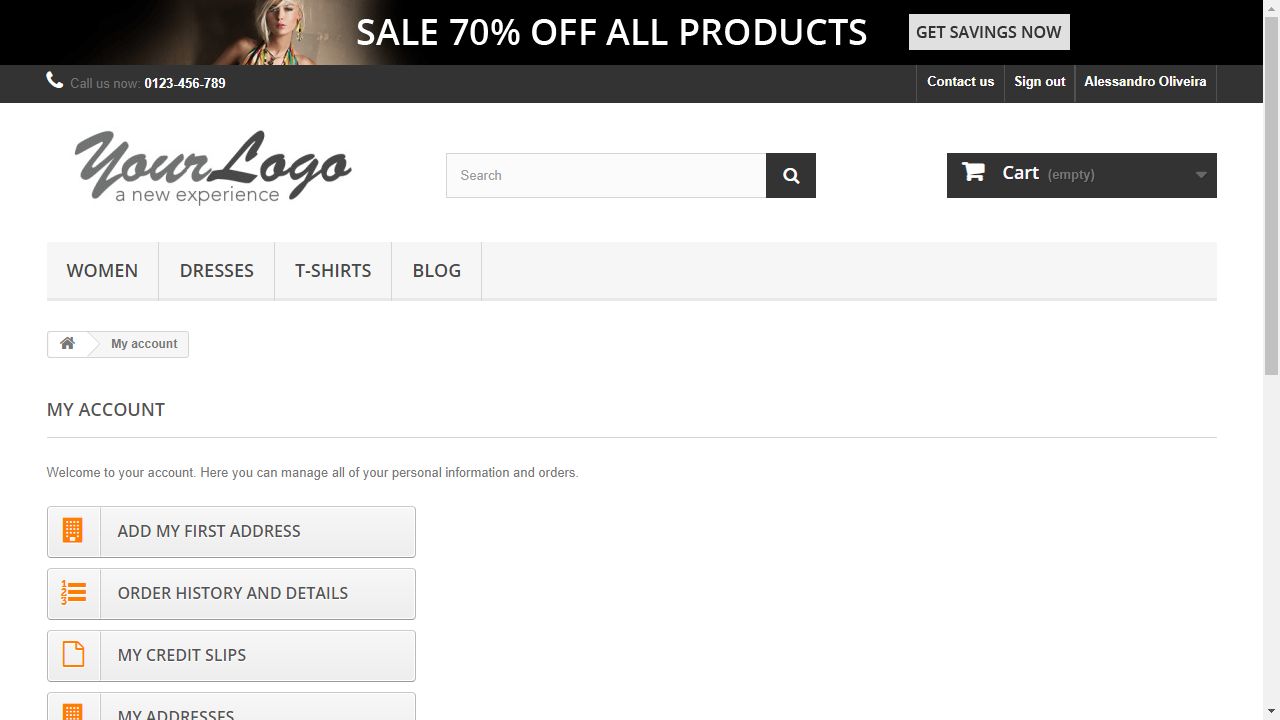 SALE 70% OFF ALL PRODUCTS GET SAVINGS NOW
Call us now: 0123-456-789 Contact us Sign out Alessandro Oliveira
Your Logo
a new experience
Search
Cart (empty)
WOMEN DRESSES T-SHIRTS BLOG
My account
MY ACCOUNT
Welcome to your account. Here you can manage all of your personal information and orders.
ADD MY FIRST ADDRESS
ORDER HISTORY AND DETAILS
MY CREDIT SLIPS
MY ADDRESSES